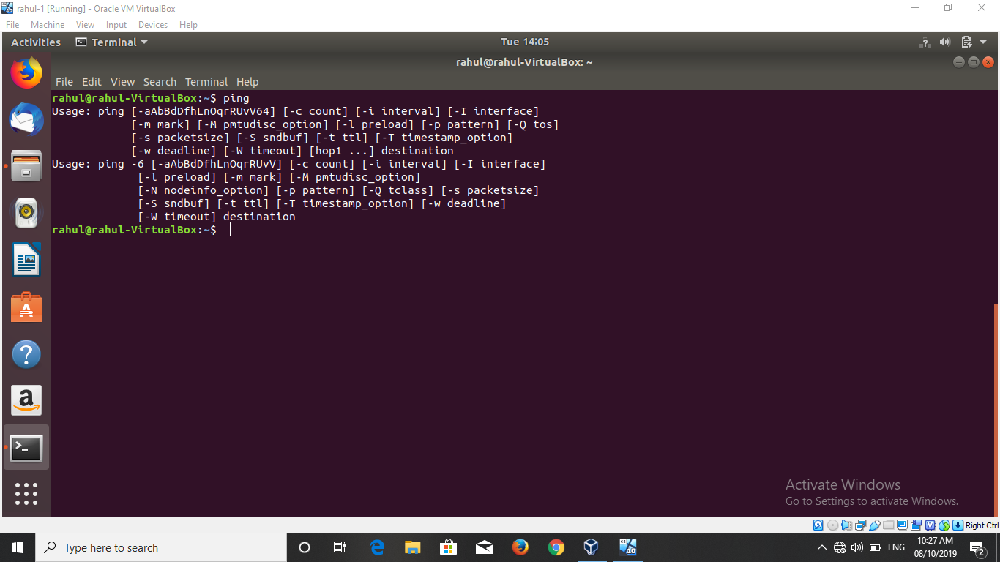 rahul-1 [Running] - Oracle VM VirtualBox
File Machine View Input Devices Help
Activities Terminal Tue 14:05
rahul@rahul-VirtualBox: ~
File Edit View Search Terminal Help
rahul@rahul-VirtualBox:~$ ping
Usage: ping [-aAbBdDfhLnOqrRUvV64] [-c count] [-i interval] [-I interface]
            [-m mark] [-M pmtudisc_option] [-l preload] [-p pattern] [-Q tos]
            [-s packetsize] [-S sndbuf] [-t ttl] [-T timestamp_option]
            [-w deadline] [-W timeout] [hop1 ...] destination
Usage: ping -6 [-aAbBdDfhLnOqrRUvV] [-c count] [-i interval] [-I interface]
             [-l preload] [-m mark] [-M pmtudisc_option]
             [-N nodeinfo_option] [-p pattern] [-Q tclass] [-s packetsize]
             [-S sndbuf] [-t ttl] [-T timestamp_option] [-w deadline]
             [-W timeout] destination
rahul@rahul-VirtualBox:~$
Activate Windows
Go to Settings to activate Windows.
Right Ctrl
Type here to search
ENG
10:27 AM
08/10/2019
2